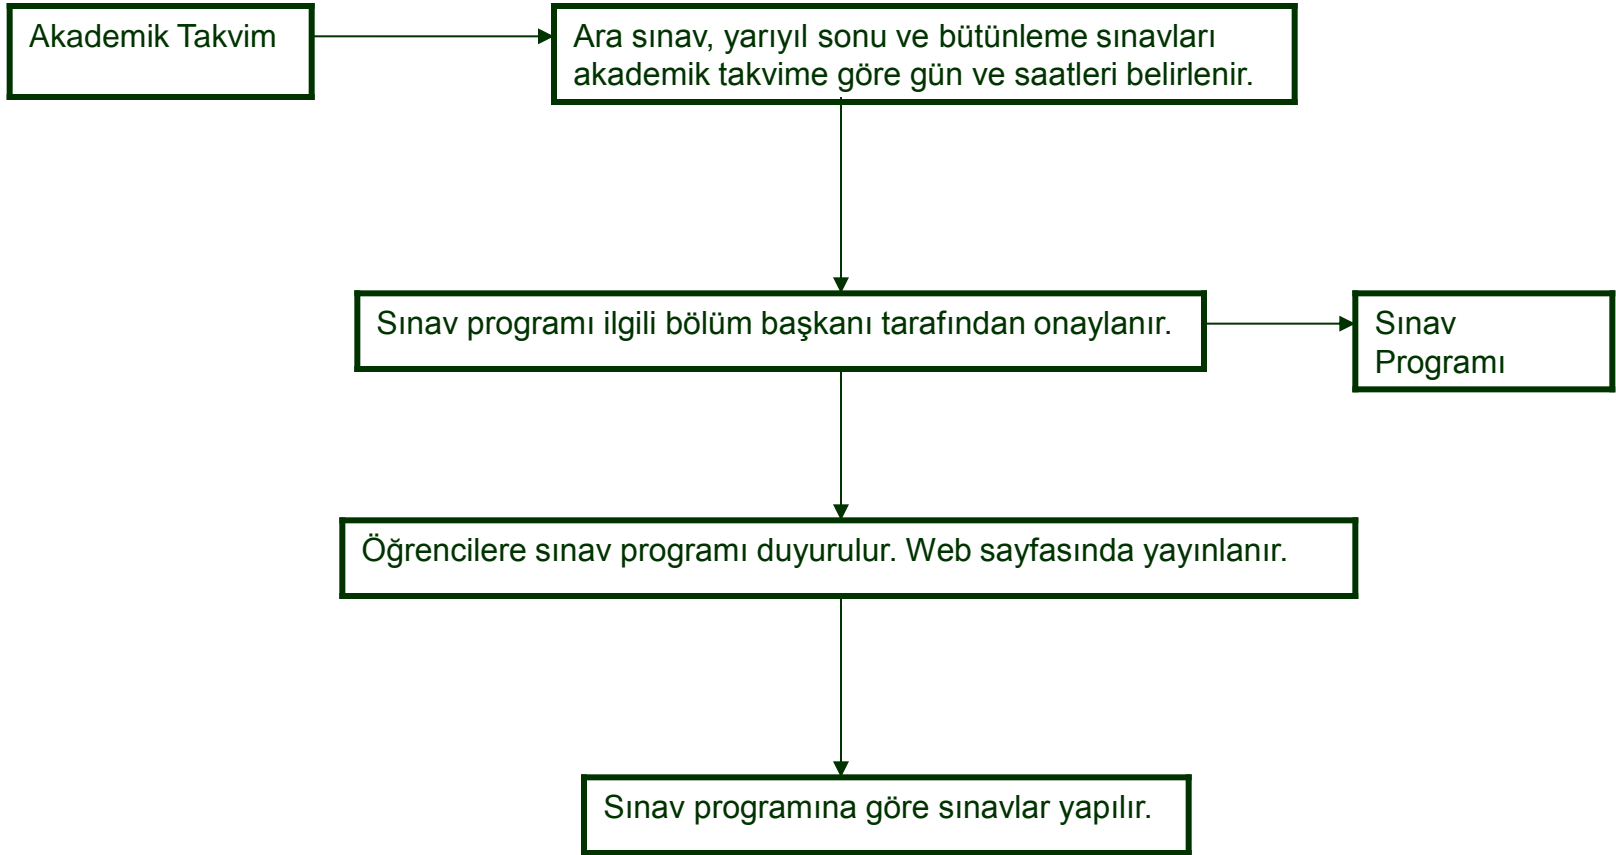 Akademik Takvim
Ara sınav, yarıyıl sonu ve bütünleme sınavları
akademik takvime göre gün ve saatleri belirlenir.
Sınav programı ilgili bölüm başkanı tarafından onaylanır.
Sınav
Programı
Öğrencilere sınav programı duyurulur. Web sayfasında yayınlanır.
Sınav programına göre sınavlar yapılır.